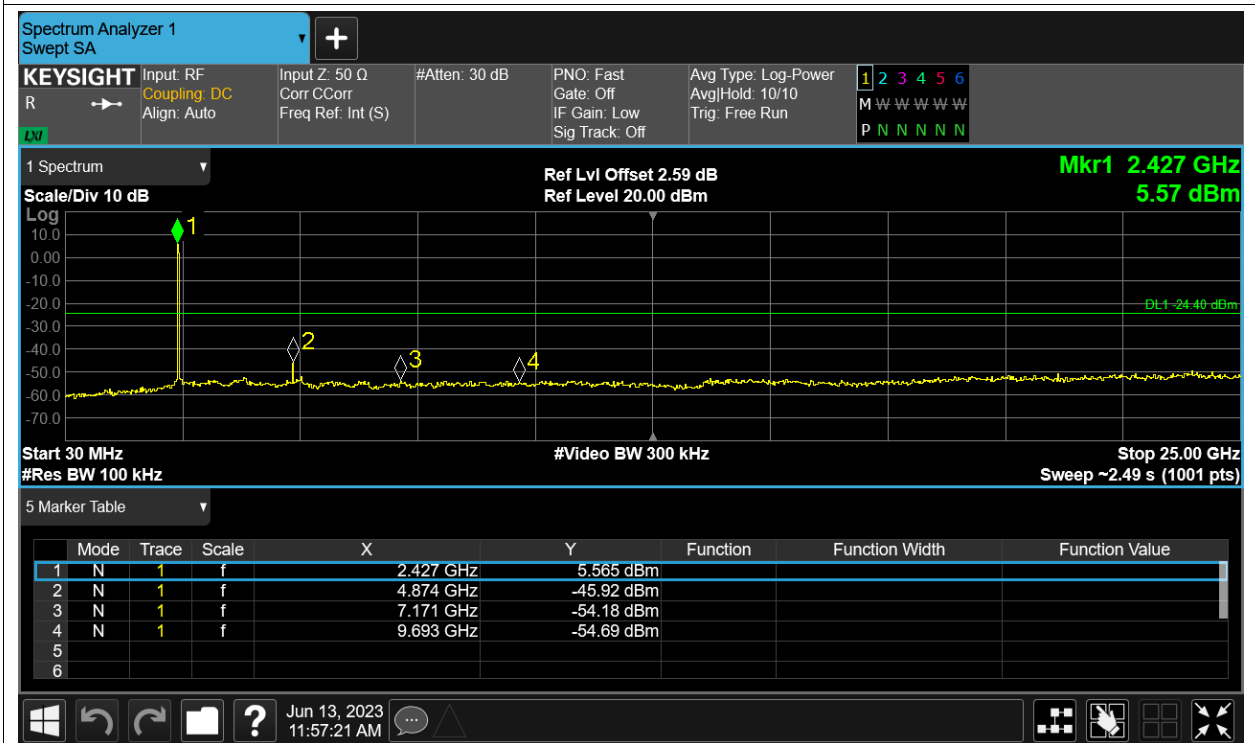 Spectrum Analyzer 1
Swept SA
+
KEYSIGHT Input: RF Input Z: 50 Ω #Atten: 30 dB PNO: Fast Avg Type: Log-Power 1 2 3 4 5 6
R Coupling: DC Corr CCorr Gate: Off Avg|Hold: 10/10 M W W W W W
Align: Auto Freq Ref: Int (S) IF Gain: Low Trig: Free Run
LXI Sig Track: Off P N N N N N
1 Spectrum Ref Lvl Offset 2.59 dB Mkr1 2.427 GHz
Scale/Div 10 dB Ref Level 20.00 dBm 5.57 dBm
Log
1
10.0
0.00
-10.0
-20.0
DL1 -24.40 dBm
-30.0
2
-40.0
3 4
-50.0
-60.0
-70.0
Start 30 MHz #Video BW 300 kHz Stop 25.00 GHz
#Res BW 100 kHz Sweep ~2.49 s (1001 pts)
5 Marker Table
Mode Trace Scale X Y Function Function Width Function Value
1 N 1 f 2.427 GHz 5.565 dBm
2 N 1 f 4.874 GHz -45.92 dBm
3 N 1 f 7.171 GHz -54.18 dBm
4 N 1 f 9.693 GHz -54.69 dBm
5
6
? Jun 13, 2023
11:57:21 AM